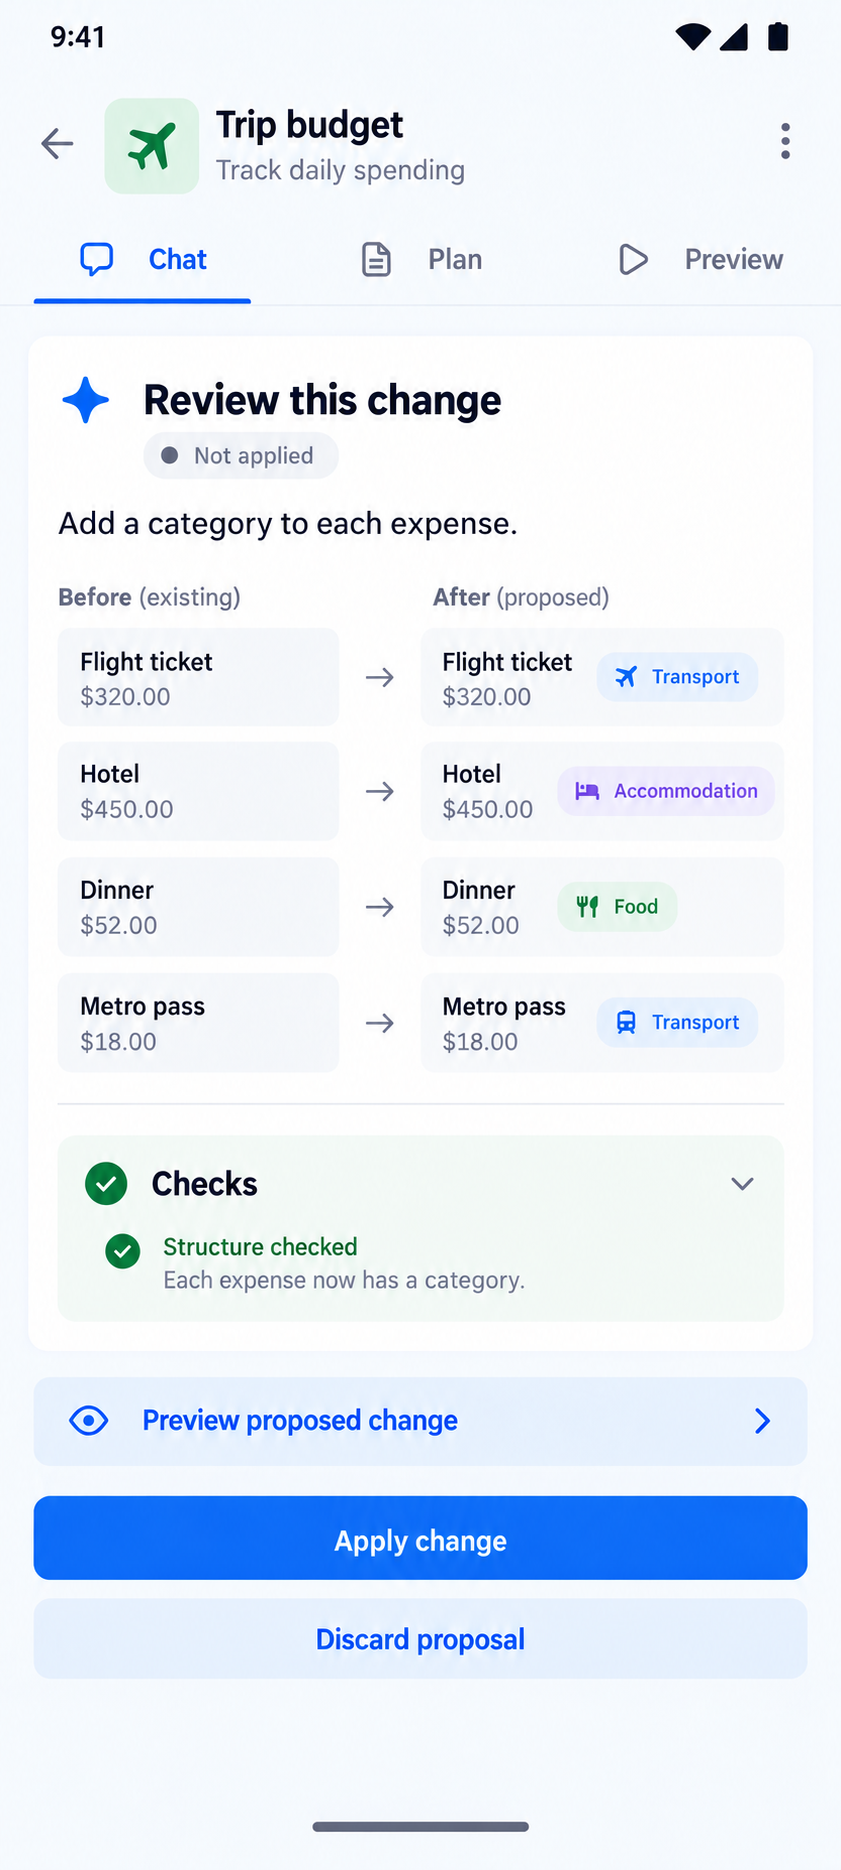 9:41
Trip budget
Track daily spending
Chat
Plan
Preview
Review this change
Not applied
Add a category to each expense.
Before (existing)
After (proposed)
Flight ticket
$320.00
Flight ticket
$320.00
Transport
Hotel
$450.00
Hotel
$450.00
Accommodation
Dinner
$52.00
Dinner
$52.00
Food
Metro pass
$18.00
Metro pass
$18.00
Transport
Checks
Structure checked
Each expense now has a category.
Preview proposed change
Apply change
Discard proposal